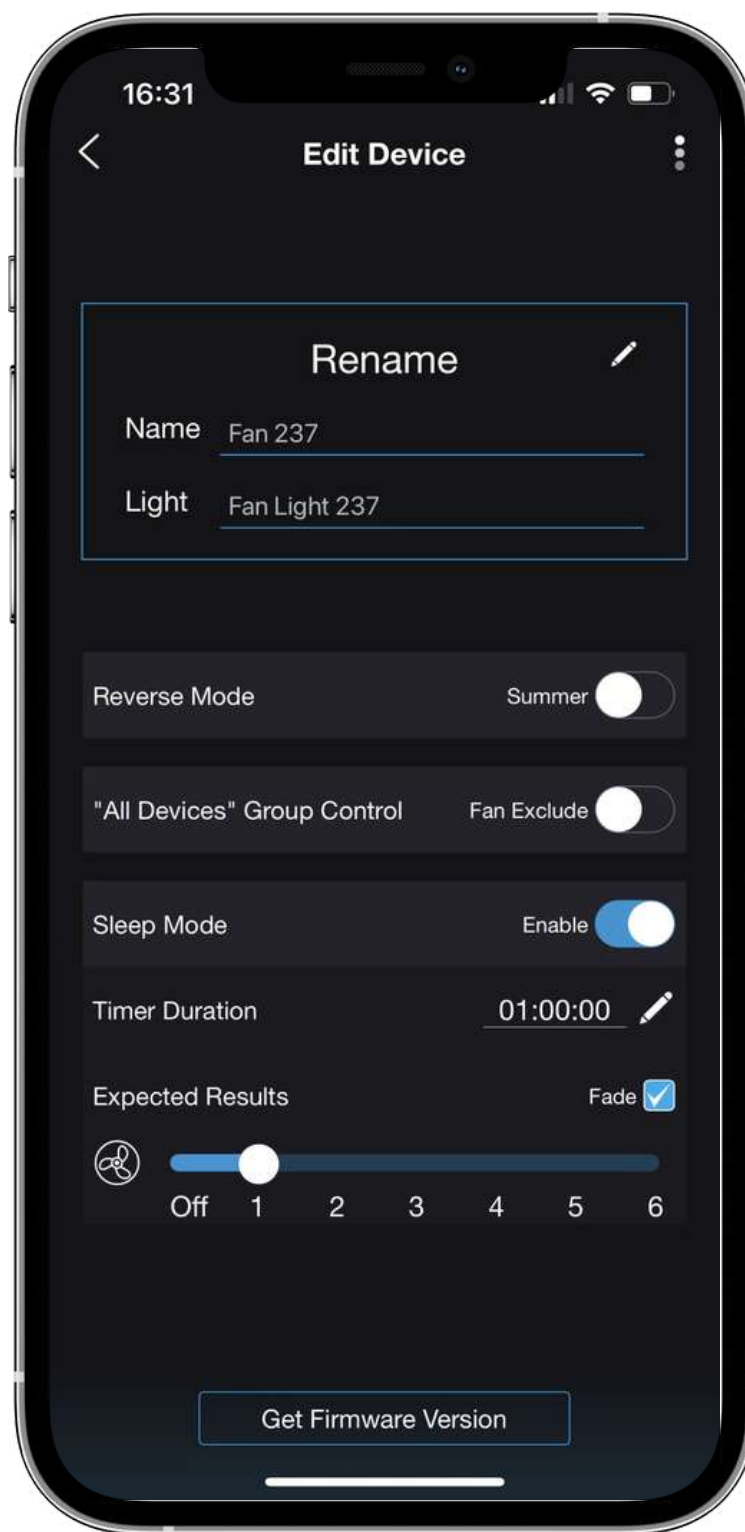 16:31
Edit Device
Rename
Name Fan 237
Light Fan Light 237
Reverse Mode Summer
"All Devices" Group Control Fan Exclude
Sleep Mode Enable
Timer Duration 01:00:00
Expected Results Fade
Off 1 2 3 4 5 6
Get Firmware Version